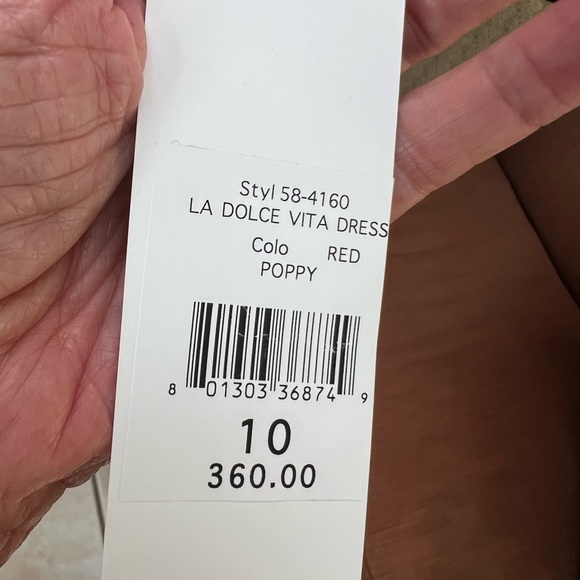 Styl 58-4160
LA DOLCE VITA DRESS
Colo RED
POPPY
8 01303 36874 9
10
360.00